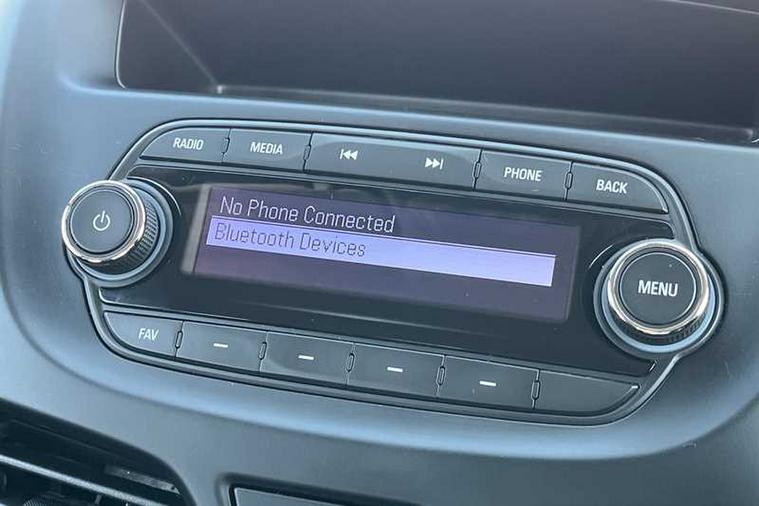 RADIO MEDIA PHONE BACK
No Phone Connected
Bluetooth Devices
MENU
FAV